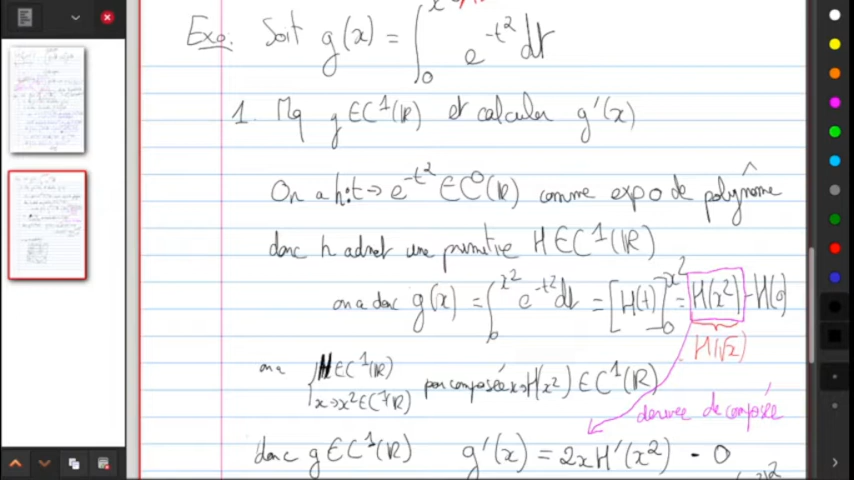 Exo: Soit g(x) = ∫₀ˣ e^{-t²} dt
1. Mq g ∈ C¹(ℝ) et calculer g'(x)
On a h: t → e^{-t²} ∈ C⁰(ℝ) comme expo de polynôme
donc h admet une primitive H ∈ C¹(ℝ)
on a donc g(x) = ∫₀^{x²} e^{-t²} dt = [H(t)]₀^{x²} = H(x²) - H(0)
H(√x)
on a { H ∈ C¹(ℝ)
x → x² ∈ C¹(ℝ) par composée x → H(x²) ∈ C¹(ℝ)
dérivée de composée
donc g ∈ C¹(ℝ) g'(x) = 2x H'(x²) - 0